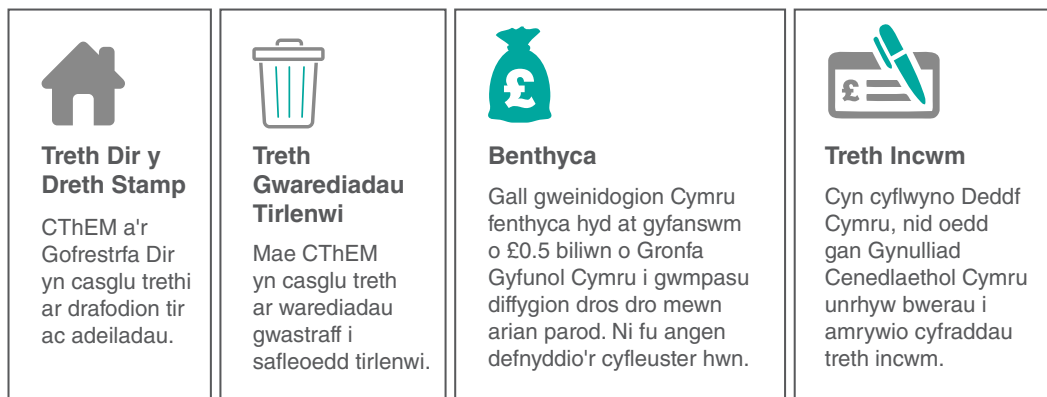 Treth Dir y
Dreth Stamp
CThEM a'r
Gofrestrfa Dir
yn casglu trethi
ar drafodion tir
ac adeiladau.
Treth
Gwarediadau
Tirlenwi
Mae CThEM
yn casglu treth
ar warediadau
gwastraff i
safleoedd tirlenwi.
£
Benthyca
Gall gweinidogion Cymru
fenthyca hyd at gyfanswm
o £0.5 biliwn o Gronfa
Gyfunol Cymru i gwmpasu
diffygion dros dro mewn
arian parod. Ni fu angen
defnyddio'r cyfleuster hwn.
£
Treth Incwm
Cyn cyflwyno Deddf
Cymru, nid oedd
gan Gynulliad
Cenedlaethol Cymru
unrhyw bwerau i
amrywio cyfraddau
treth incwm.